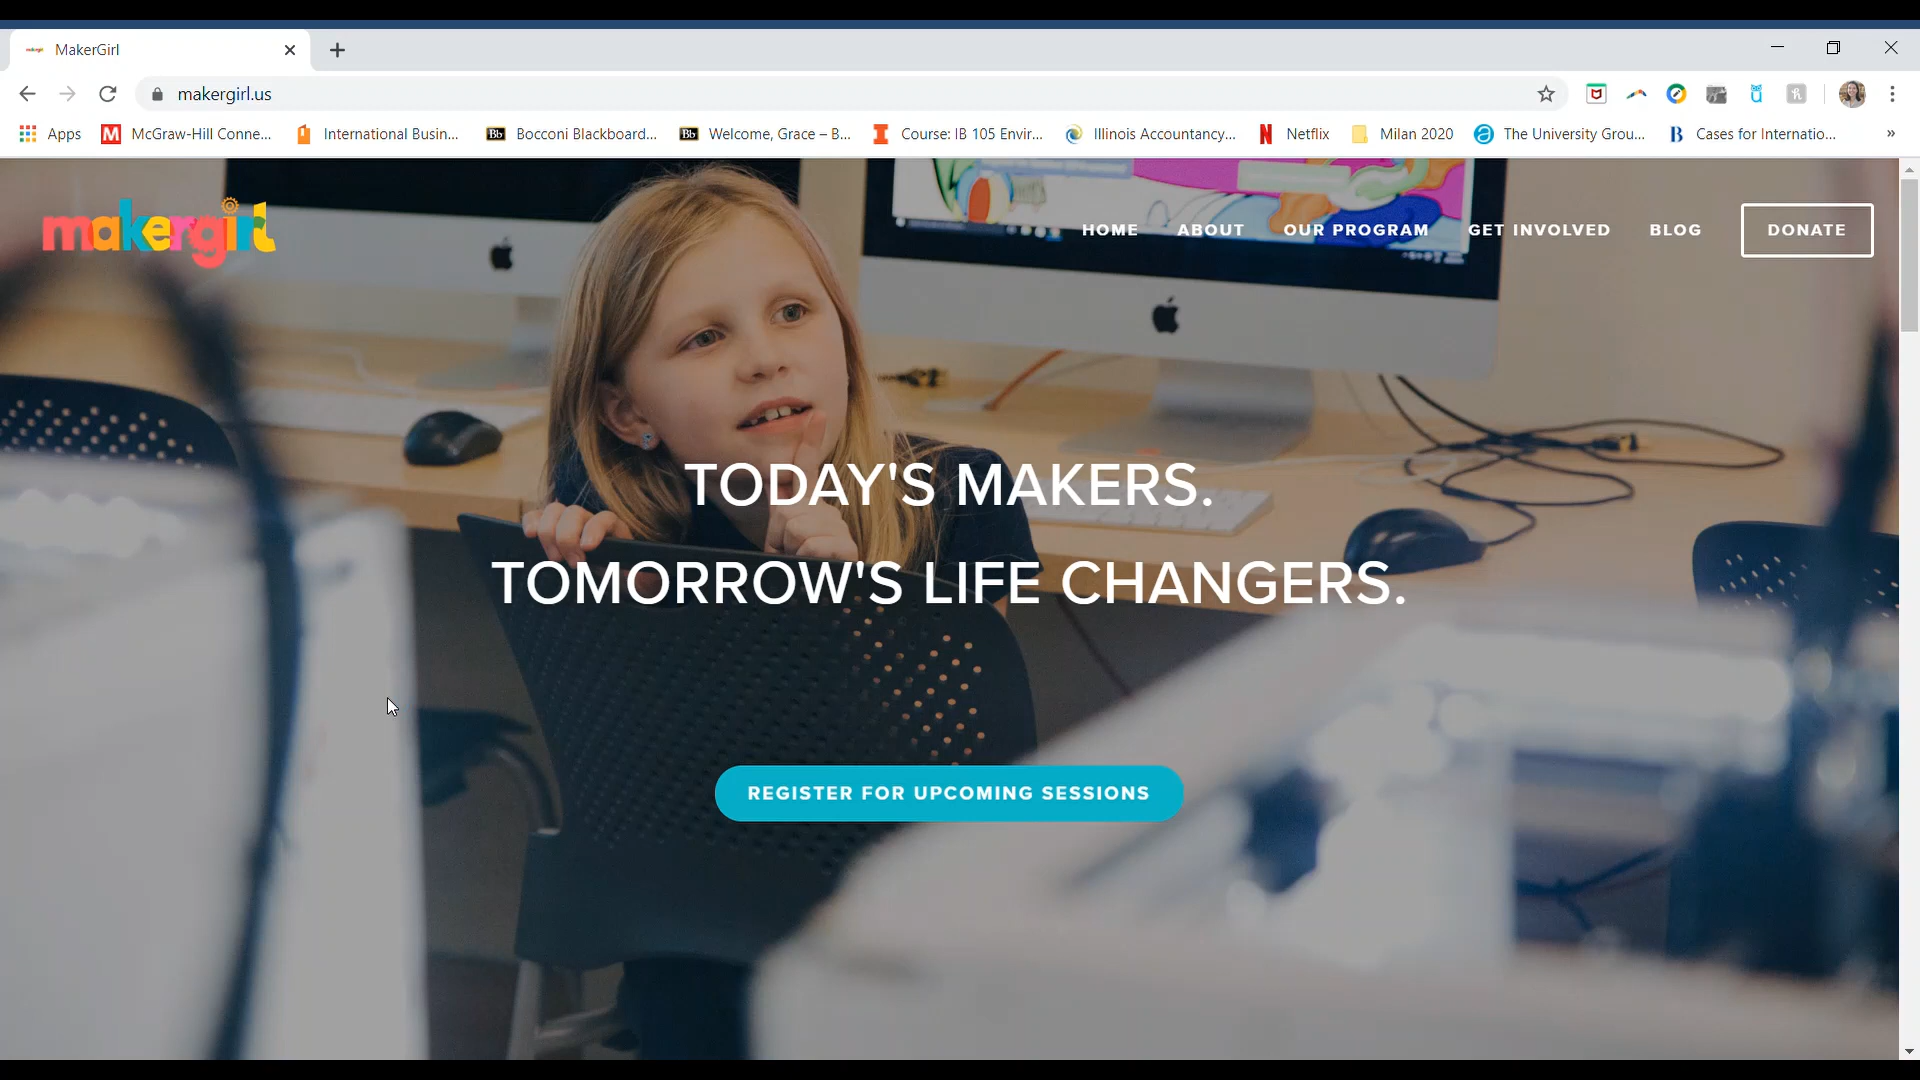 MakerGirl
makergirl.us
Apps
McGraw-Hill Conne...
International Busin...
Bb
Bocconi Blackboard...
Bb
Welcome, Grace – B...
Course: IB 105 Envir...
Illinois Accountancy...
Netflix
Milan 2020
The University Grou...
Cases for Internatio...
makergirl
HOME
ABOUT
OUR PROGRAM
GET INVOLVED
BLOG
DONATE
TODAY'S MAKERS.
TOMORROW'S LIFE CHANGERS.
REGISTER FOR UPCOMING SESSIONS